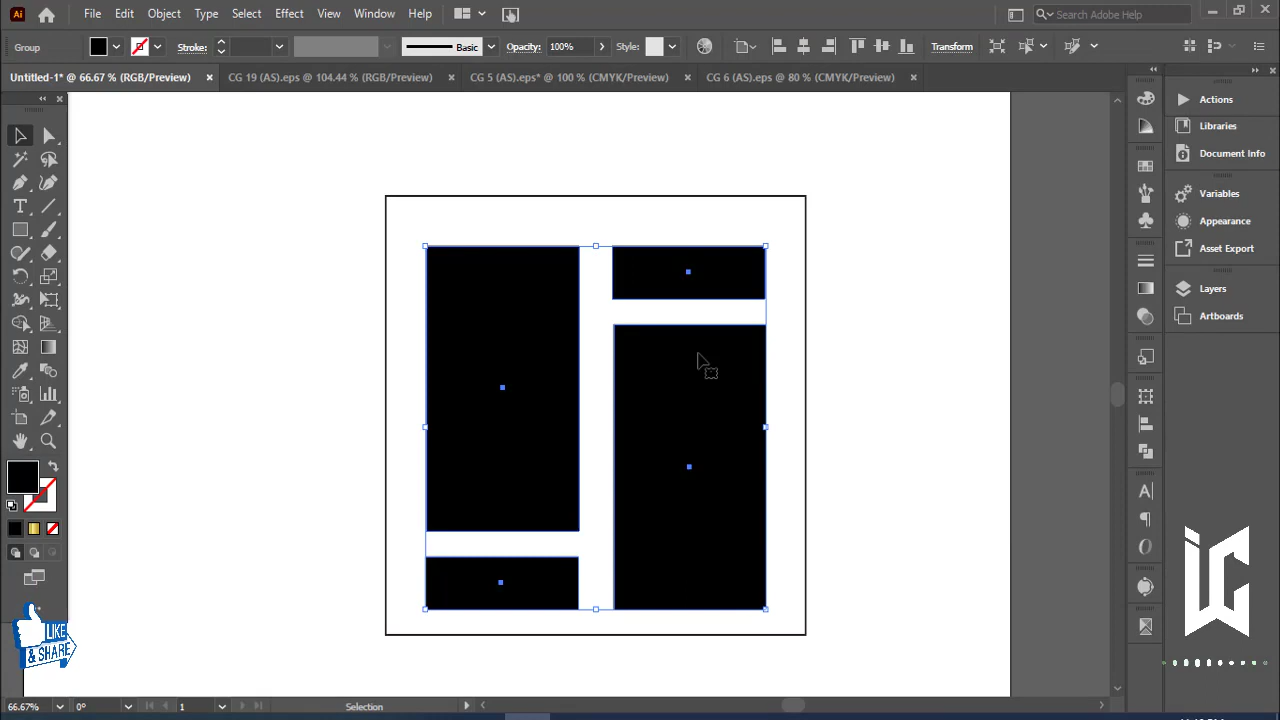 Ai File Edit Object Type Select Effect View Window Help Search Adobe Help
Group Stroke: Basic Opacity: 100% Style: Transform
Untitled-1* @ 66.67 % (RGB/Preview) × CG 19 (AS).eps @ 104.44 % (RGB/Preview) × CG 5 (AS).eps* @ 100 % (CMYK/Preview) × CG 6 (AS).eps @ 80 % (CMYK/Preview) ×
Actions
Libraries
Document Info
Variables
Appearance
Asset Export
Layers
Artboards
LIKE
& SHARE
66.67% 0° 1 Selection